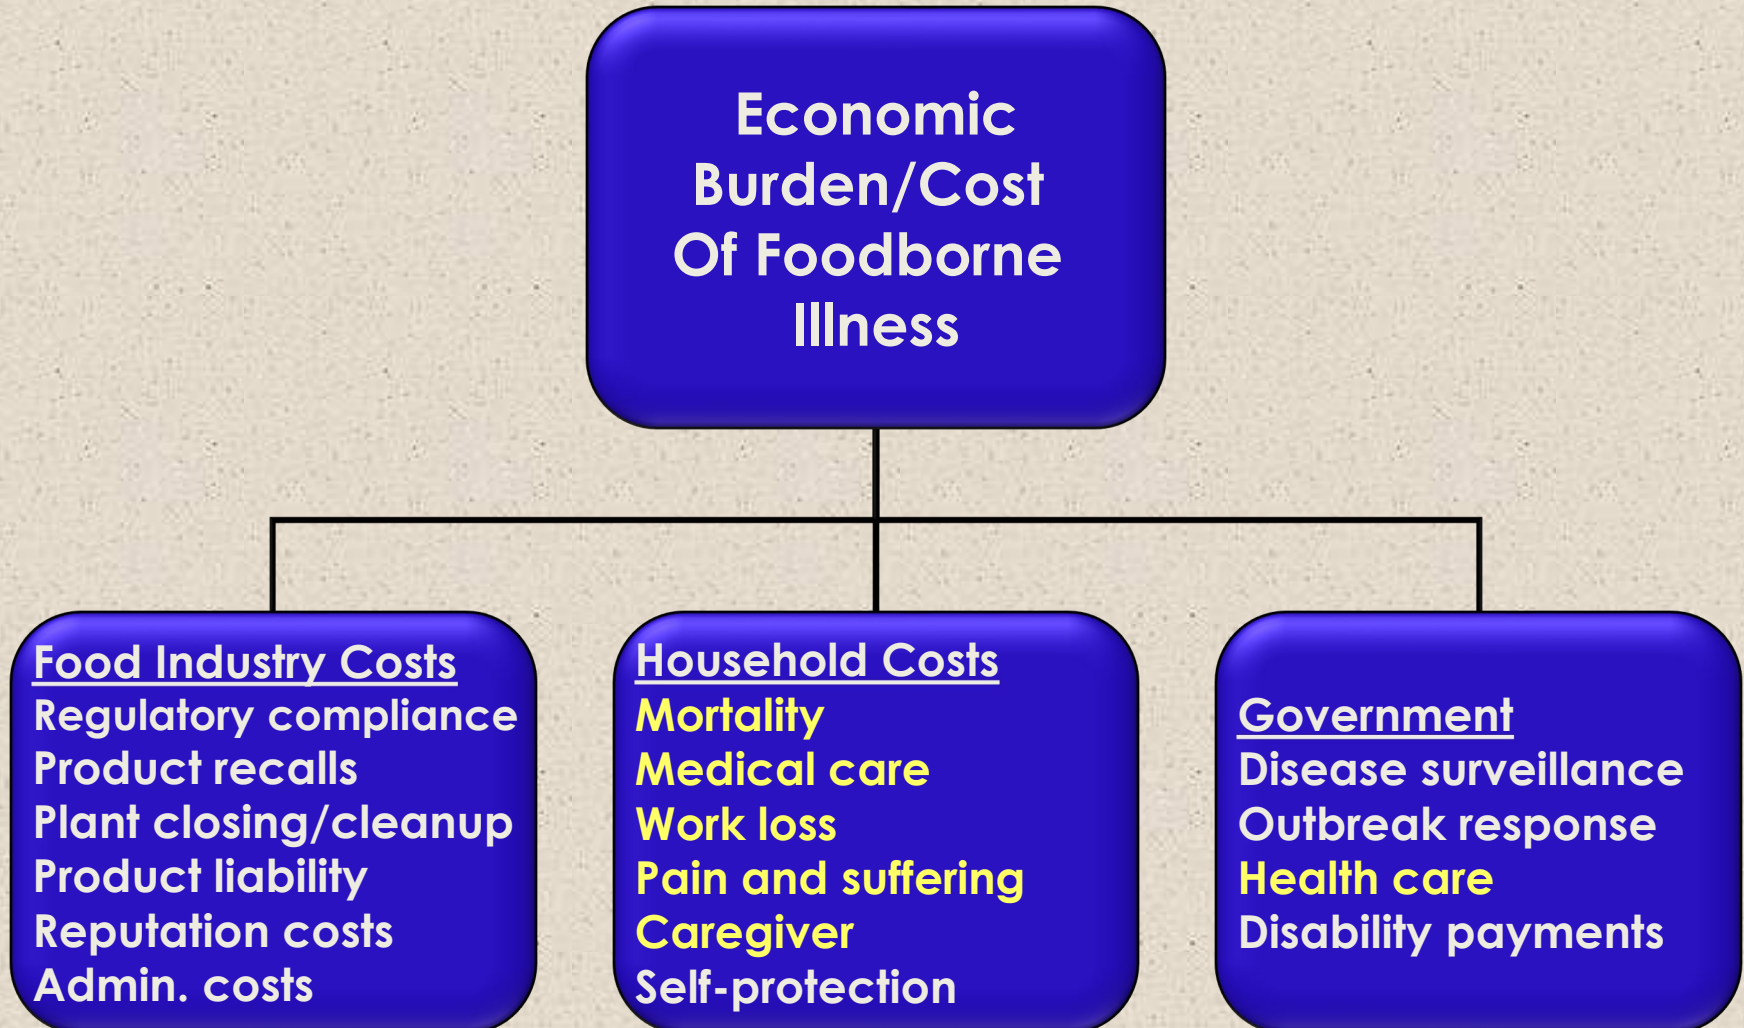 Economic
Burden/Cost
Of Foodborne
Illness
Food Industry Costs
Regulatory compliance
Product recalls
Plant closing/cleanup
Product liability
Reputation costs
Admin. costs
Household Costs
Mortality
Medical care
Work loss
Pain and suffering
Caregiver
Self-protection
Government
Disease surveillance
Outbreak response
Health care
Disability payments